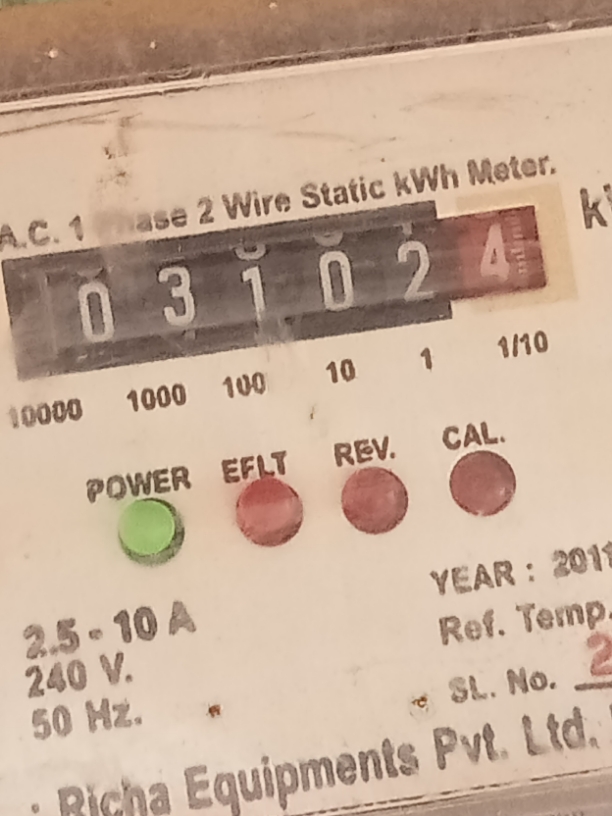 A.C. 1 Phase 2 Wire Static kWh Meter.
0 3 1 0 2 4
10000 1000 100 10 1 1/10
POWER EFLT REV. CAL.
2.5 - 10 A
240 V.
50 Hz.
YEAR : 2011
Ref. Temp.
SL. No. 2
Richa Equipments Pvt. Ltd.